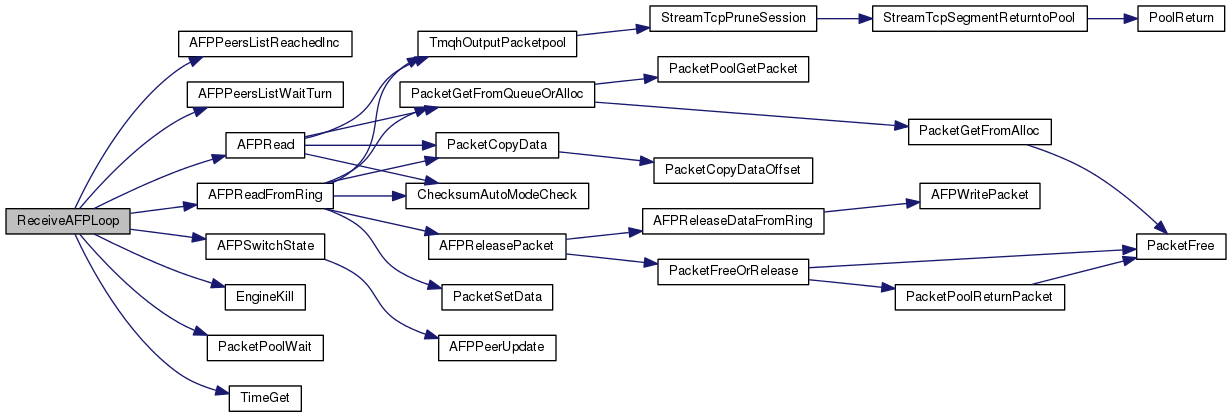 ReceiveAFPLoop
AFPPeersListReachedInc
AFPPeersListWaitTurn
AFPRead
AFPReadFromRing
AFPSwitchState
EngineKill
PacketPoolWait
TimeGet
TmqhOutputPacketpool
PacketGetFromQueueOrAlloc
PacketCopyData
ChecksumAutoModeCheck
AFPReleasePacket
PacketSetData
AFPPeerUpdate
StreamTcpPruneSession
PacketPoolGetPacket
PacketCopyDataOffset
AFPReleaseDataFromRing
PacketFreeOrRelease
StreamTcpSegmentReturntoPool
PacketGetFromAlloc
AFPWritePacket
PacketPoolReturnPacket
PoolReturn
PacketFree